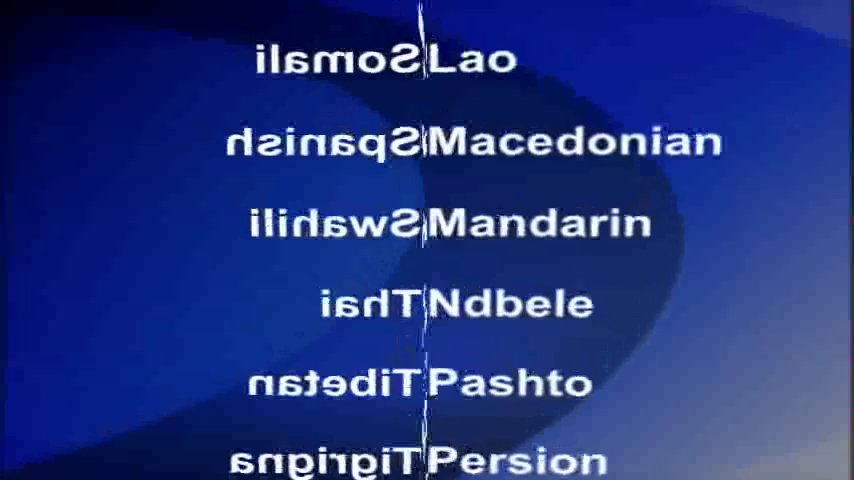 Somali Lao
Spanish Macedonian
Swahili Mandarin
Thai Ndbele
Tibetan Pashto
Tigrigna Persion